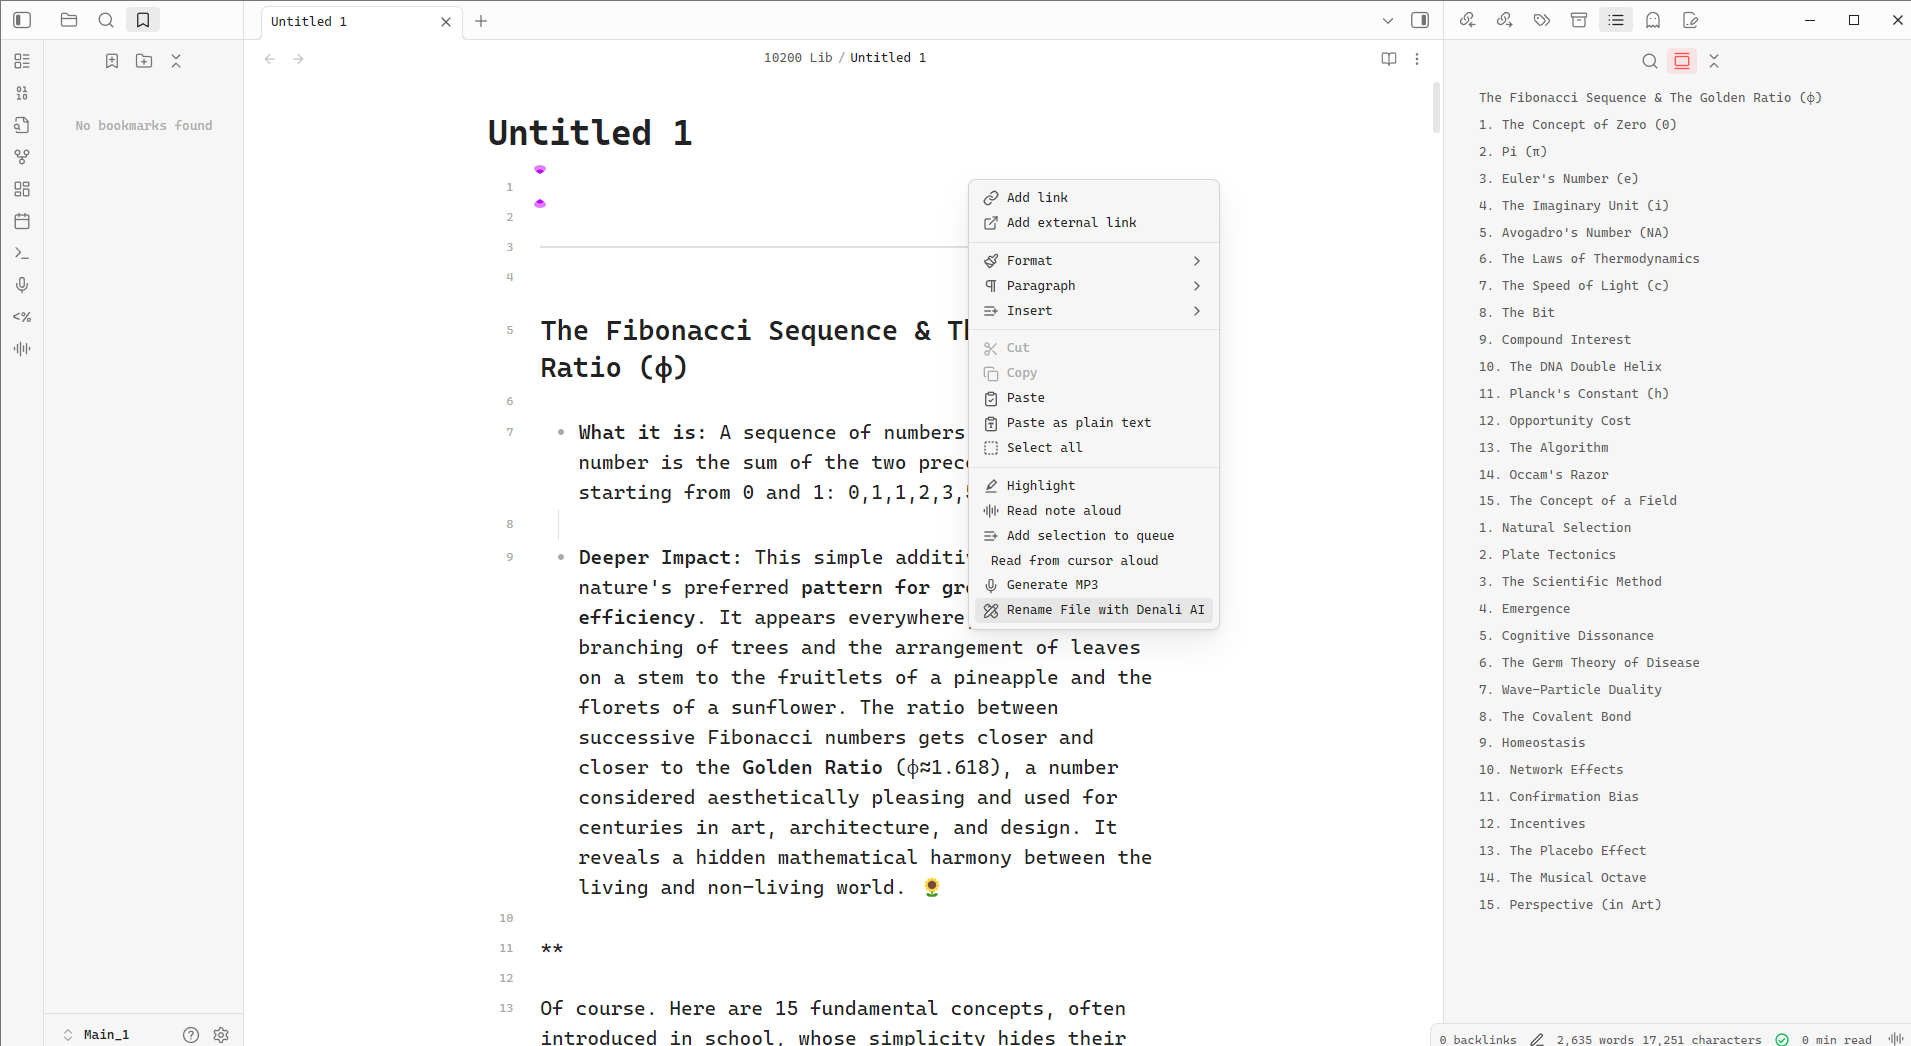 Untitled 1
10200 Lib / Untitled 1
No bookmarks found
Untitled 1
1
2
3
4
5
The Fibonacci Sequence & Th
Ratio (ϕ)
6
7
What it is: A sequence of numbers
number is the sum of the two prec
starting from 0 and 1: 0,1,1,2,3,5
8
9
Deeper Impact: This simple additiv
nature's preferred pattern for gr
efficiency. It appears everywhere,
branching of trees and the arrangement of leaves
on a stem to the fruitlets of a pineapple and the
florets of a sunflower. The ratio between
successive Fibonacci numbers gets closer and
closer to the Golden Ratio (ϕ≈1.618), a number
considered aesthetically pleasing and used for
centuries in art, architecture, and design. It
reveals a hidden mathematical harmony between the
living and non-living world. 🌻
10
11
**
12
13
Of course. Here are 15 fundamental concepts, often
introduced in school, whose simplicity hides their
Add link
Add external link
Format
Paragraph
Insert
Cut
Copy
Paste
Paste as plain text
Select all
Highlight
Read note aloud
Add selection to queue
Read from cursor aloud
Generate MP3
Rename File with Denali AI
The Fibonacci Sequence & The Golden Ratio (ϕ)
1. The Concept of Zero (0)
2. Pi (π)
3. Euler's Number (e)
4. The Imaginary Unit (i)
5. Avogadro's Number (NA)
6. The Laws of Thermodynamics
7. The Speed of Light (c)
8. The Bit
9. Compound Interest
10. The DNA Double Helix
11. Planck's Constant (h)
12. Opportunity Cost
13. The Algorithm
14. Occam's Razor
15. The Concept of a Field
1. Natural Selection
2. Plate Tectonics
3. The Scientific Method
4. Emergence
5. Cognitive Dissonance
6. The Germ Theory of Disease
7. Wave-Particle Duality
8. The Covalent Bond
9. Homeostasis
10. Network Effects
11. Confirmation Bias
12. Incentives
13. The Placebo Effect
14. The Musical Octave
15. Perspective (in Art)
Main_1
0 backlinks 2,635 words 17,251 characters 0 min read